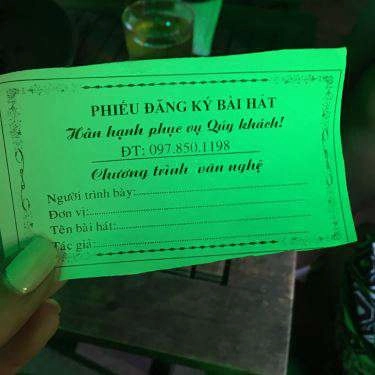 PHIẾU ĐĂNG KÝ BÀI HÁT
Hân hạnh phục vụ Qúy khách!
ĐT: 097.850.1198
Chương trình văn nghệ
Người trình bày:
Đơn vị:
Tên bài hát:
Tác giả: